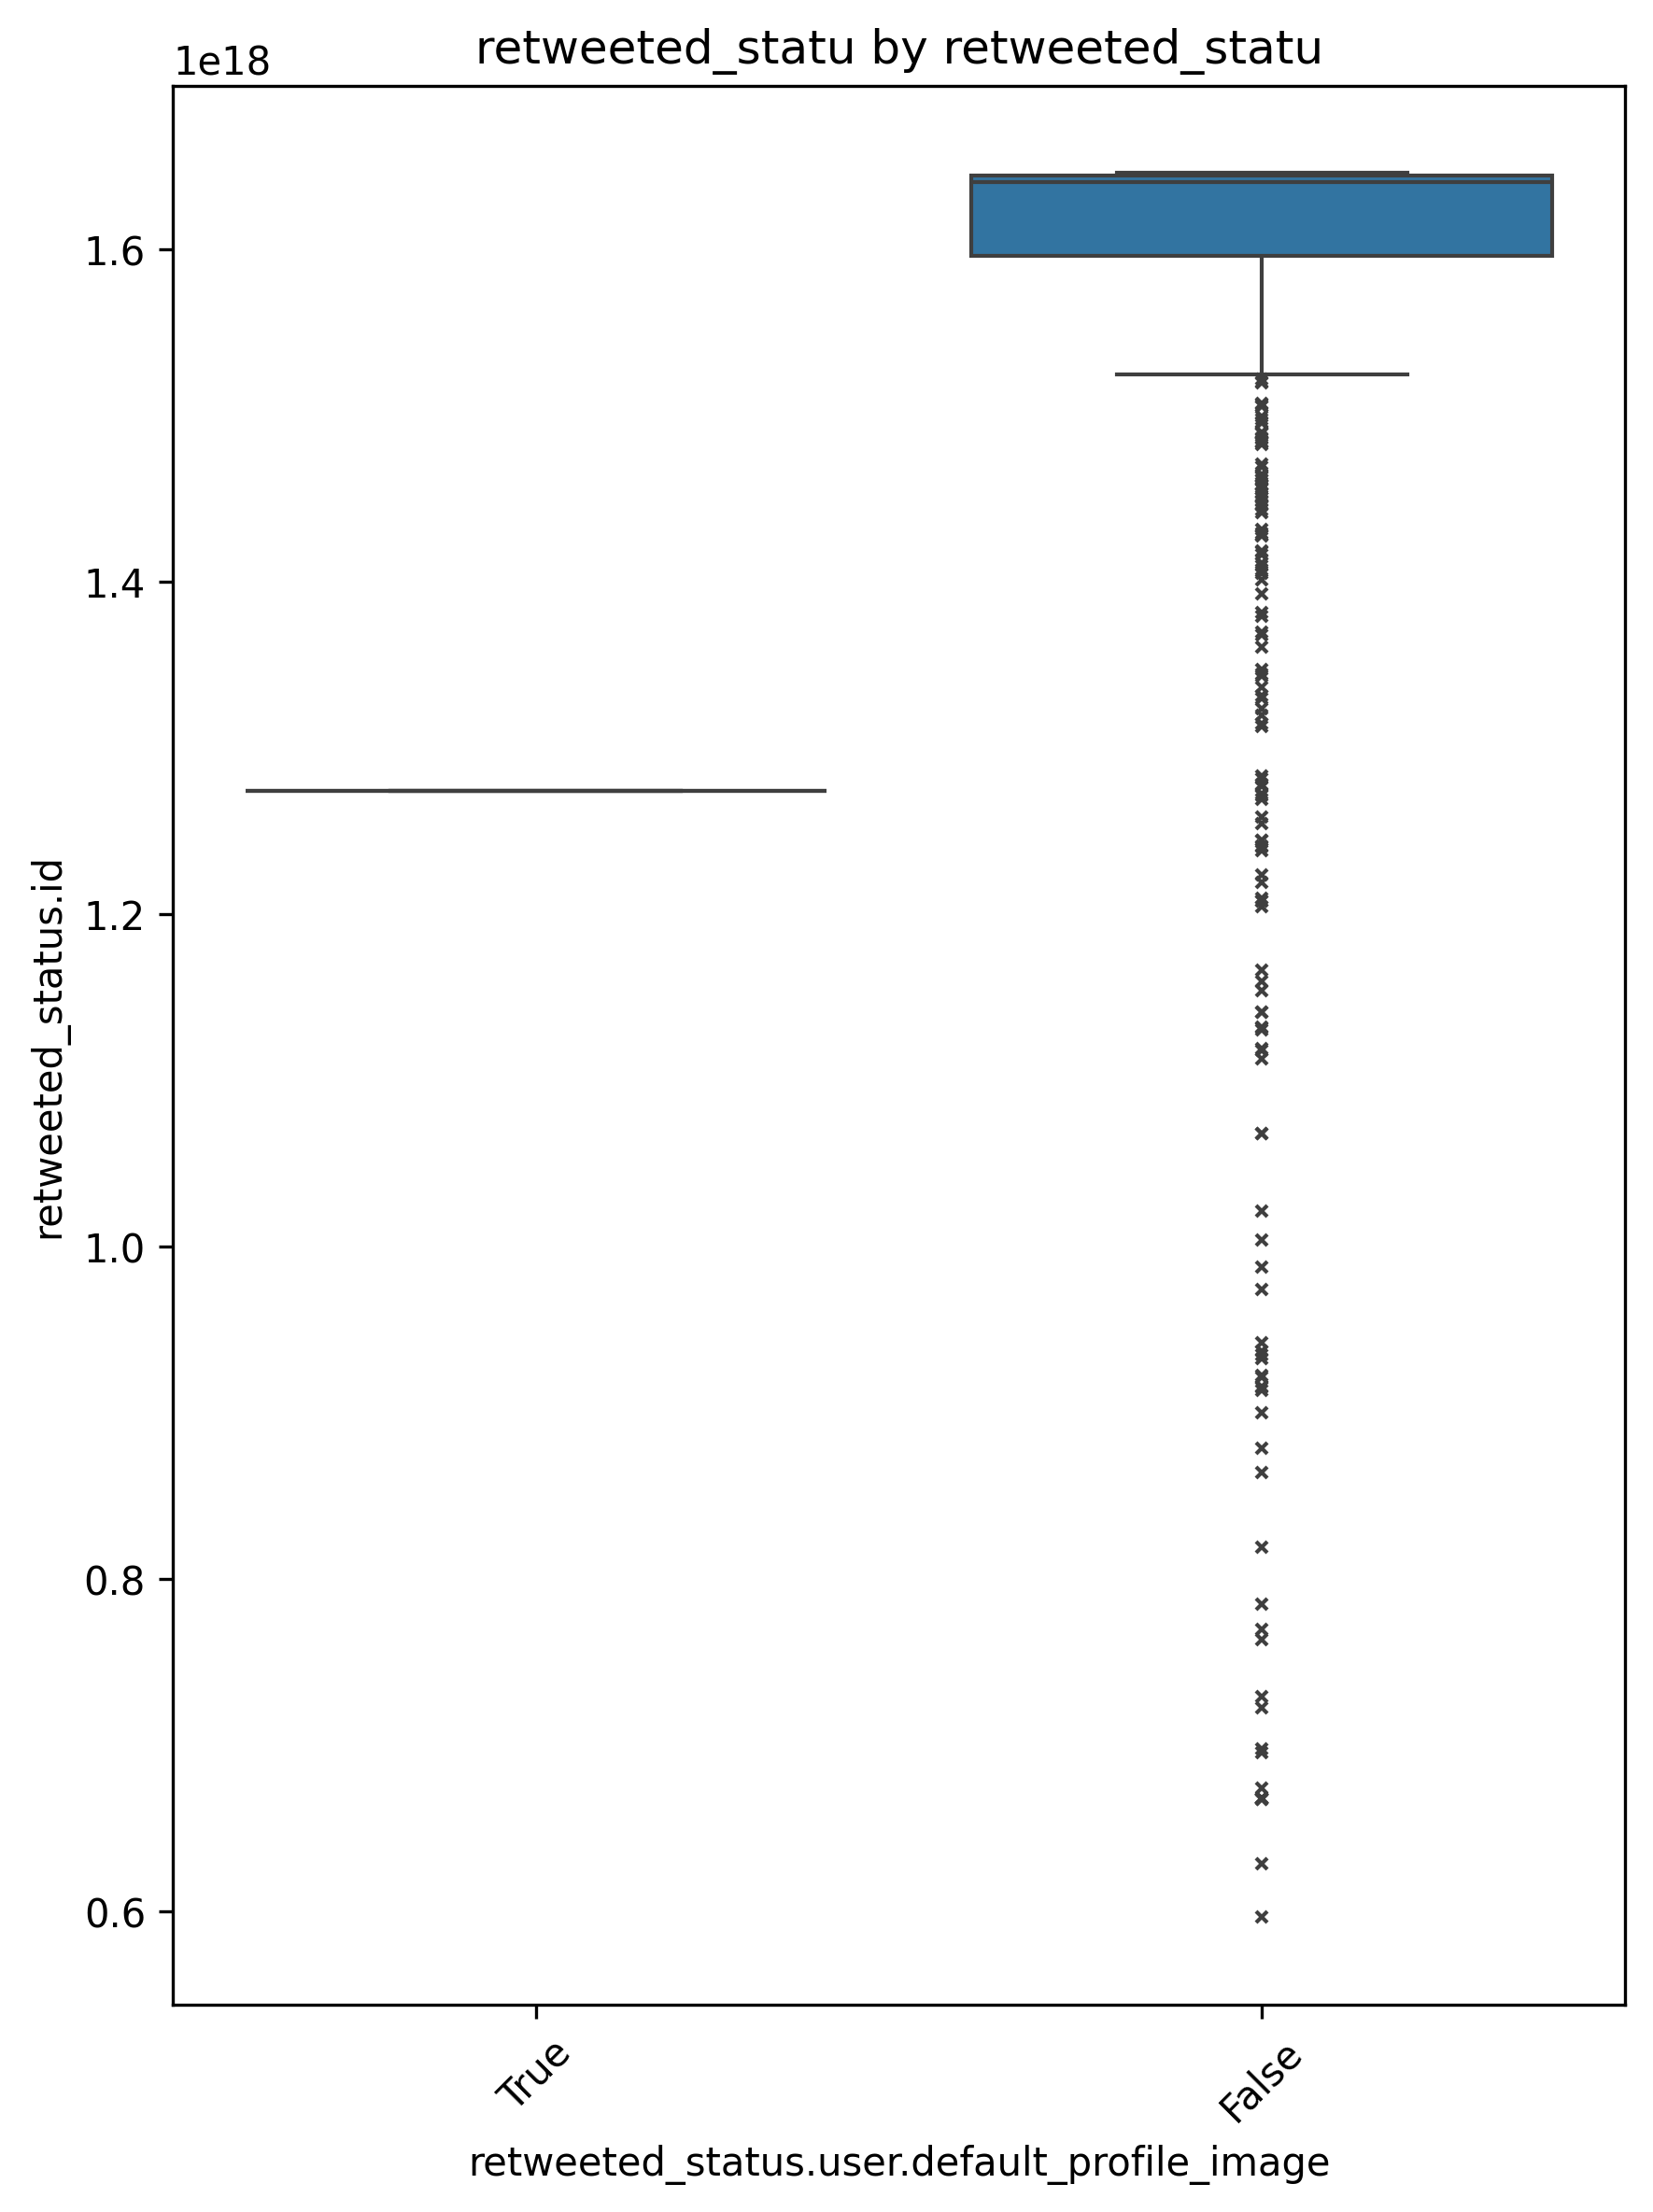 retweeted_statu by retweeted_statu
1e18
1.6
1.4
1.2
1.0
0.8
0.6
retweeted_status.id
True
False
retweeted_status.user.default_profile_image